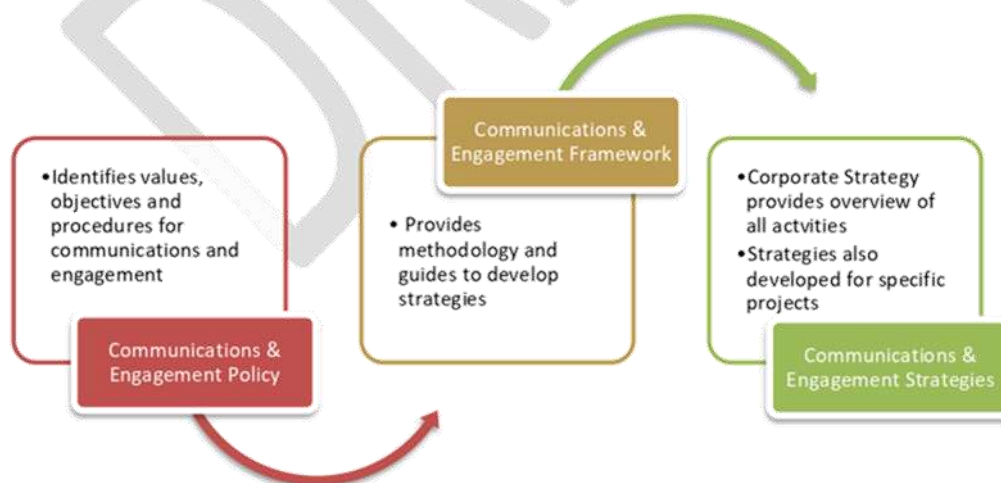 •Identifies values,
objectives and
procedures for
communications and
engagement
Communications &
Engagement Policy
Communications &
Engagement Framework
• Provides
methodology and
guides to develop
strategies
•Corporate Strategy
provides overview of
all actvities
•Strategies also
developed for specific
projects
Communications &
Engagement Strategies